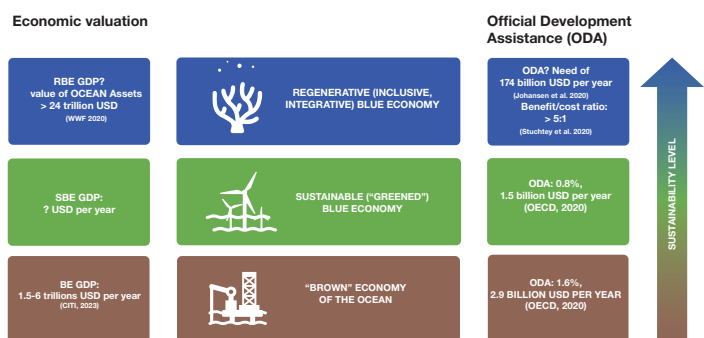 Economic valuation
Official Development
Assistance (ODA)
RBE GDP?
value of OCEAN Assets
> 24 trillion USD
(WWF 2020)
REGENERATIVE (INCLUSIVE,
INTEGRATIVE) BLUE ECONOMY
ODA? Need of
174 billion USD per year
(Johansen et al. 2020)
Benefit/cost ratio:
> 5:1
(Stuchtey et al. 2020)
SBE GDP:
? USD per year
SUSTAINABLE (“GREENED”)
BLUE ECONOMY
ODA: 0.8%,
1.5 billion USD per year
(OECD, 2020)
BE GDP:
1.5-6 trillions USD per year
(CITI, 2023)
“BROWN” ECONOMY
OF THE OCEAN
ODA: 1.6%,
2.9 BILLION USD PER YEAR
(OECD, 2020)
SUSTAINABILITY LEVEL